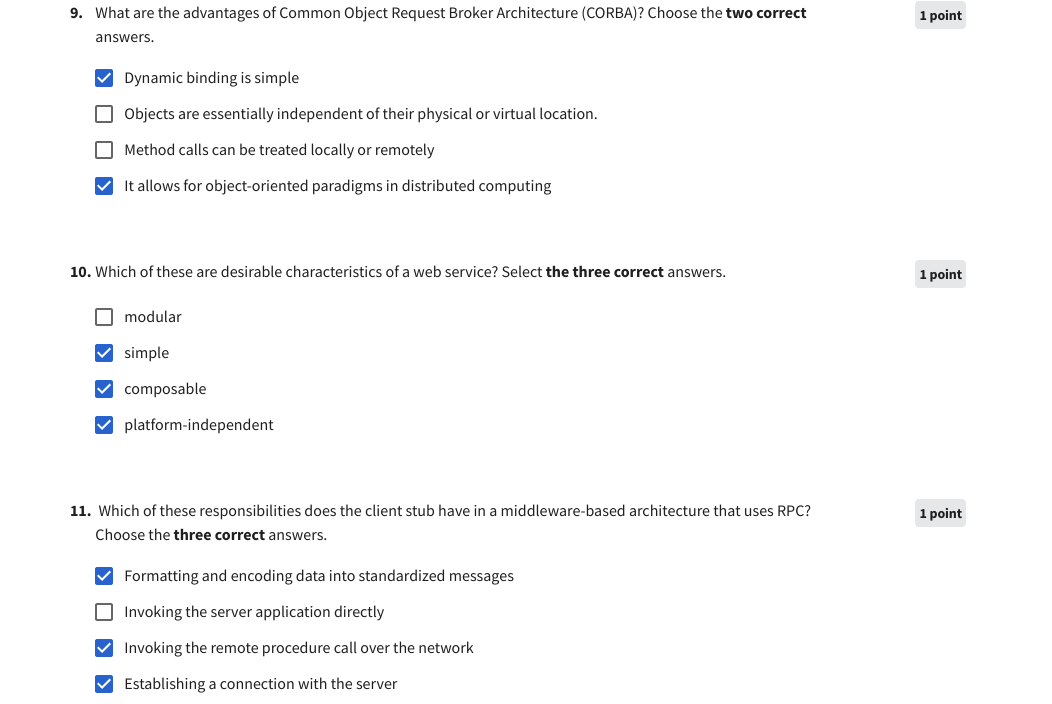 9. What are the advantages of Common Object Request Broker Architecture (CORBA)? Choose the two correct
answers.
1 point
Dynamic binding is simple
Objects are essentially independent of their physical or virtual location.
Method calls can be treated locally or remotely
It allows for object-oriented paradigms in distributed computing
10. Which of these are desirable characteristics of a web service? Select the three correct answers.
1 point
modular
simple
composable
platform-independent
11. Which of these responsibilities does the client stub have in a middleware-based architecture that uses RPC?
Choose the three correct answers.
1 point
Formatting and encoding data into standardized messages
Invoking the server application directly
Invoking the remote procedure call over the network
Establishing a connection with the server